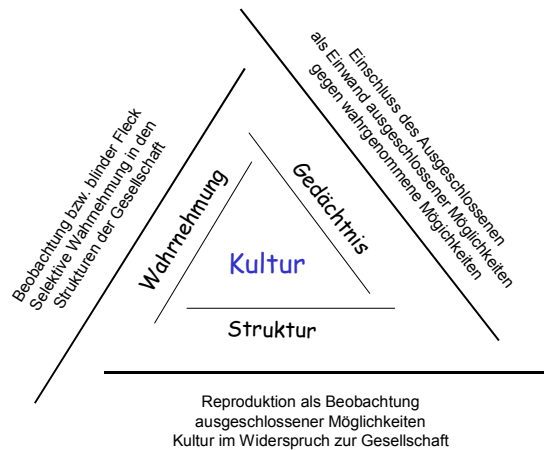 Beobachtung bzw. blinder Fleck
Selektive Wahrnehmung in den
Strukturen der Gesellschaft
Wahrnehmung
Kultur
Gedächtnis
Einschluss des Ausgeschlossenen
als Einwand ausgeschlossener Möglichkeiten
gegen wahrgenommene Mögichkeiten
Struktur
Reproduktion als Beobachtung
ausgeschlossener Möglichkeiten
Kultur im Widerspruch zur Gesellschaft